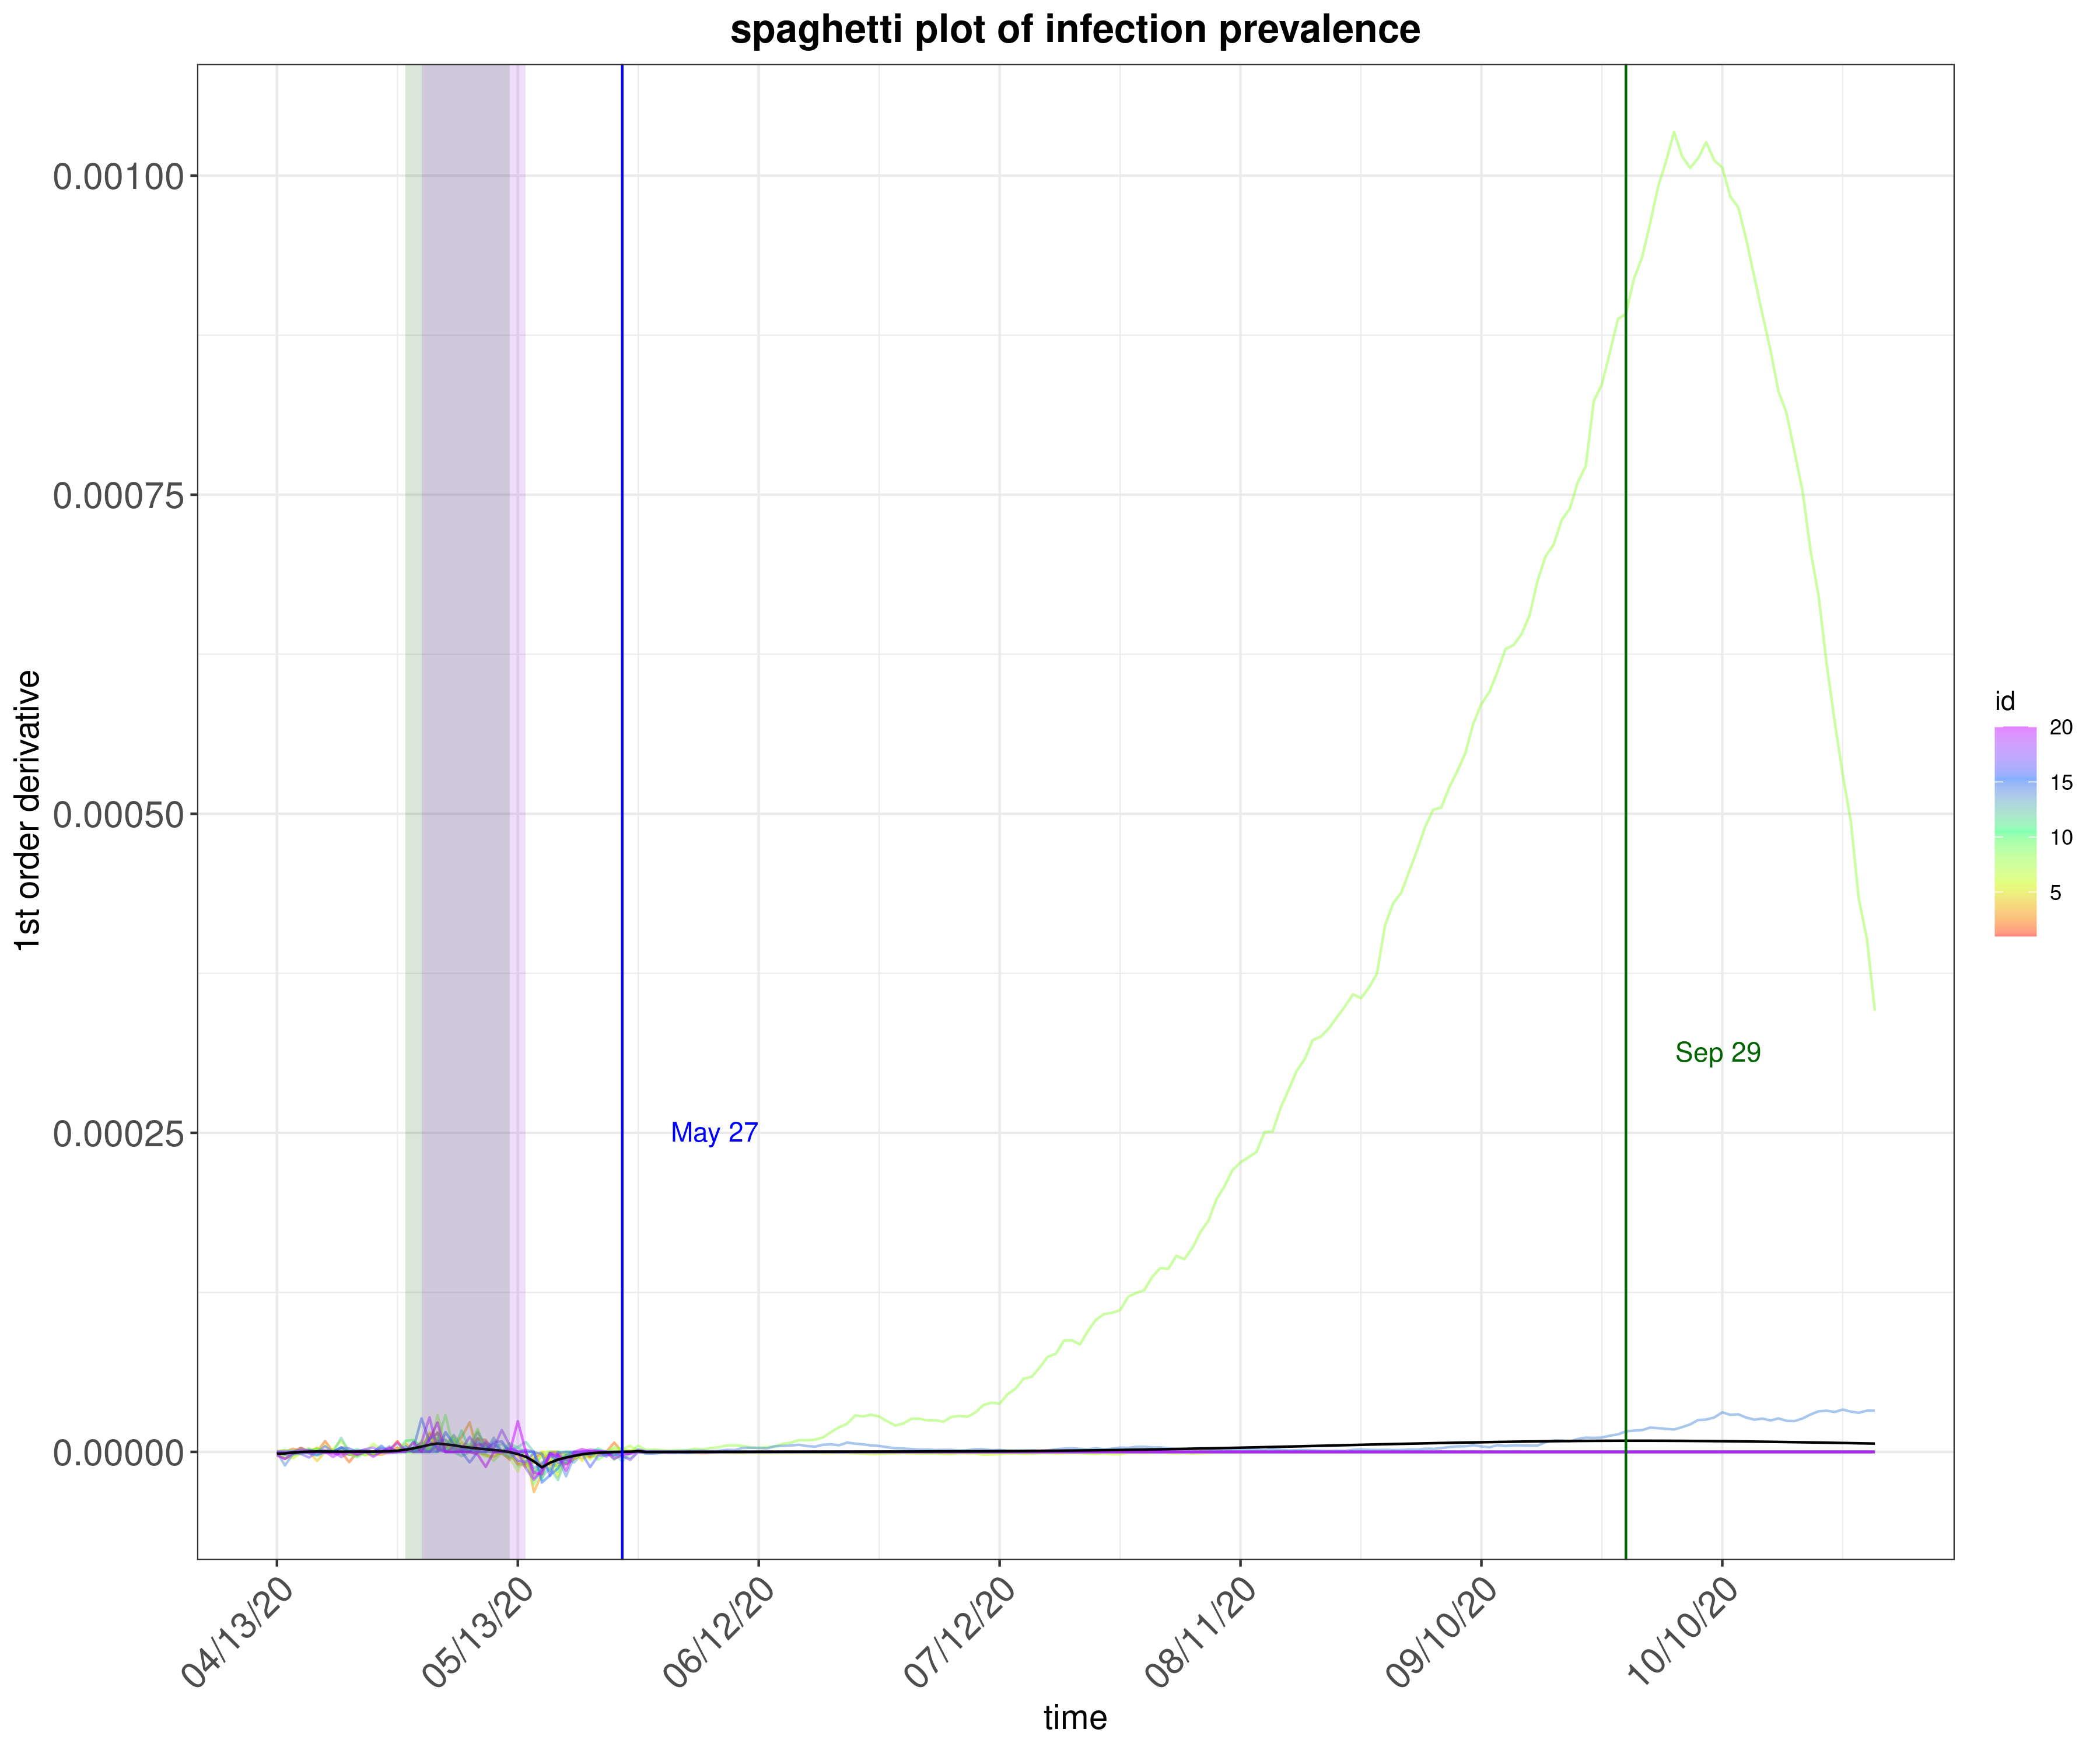 spaghetti plot of infection prevalence
1st order derivative
0.00100
0.00075
0.00050
0.00025
0.00000
May 27
Sep 29
id
20
15
10
5
04/13/20
05/13/20
06/12/20
07/12/20
08/11/20
09/10/20
10/10/20
time